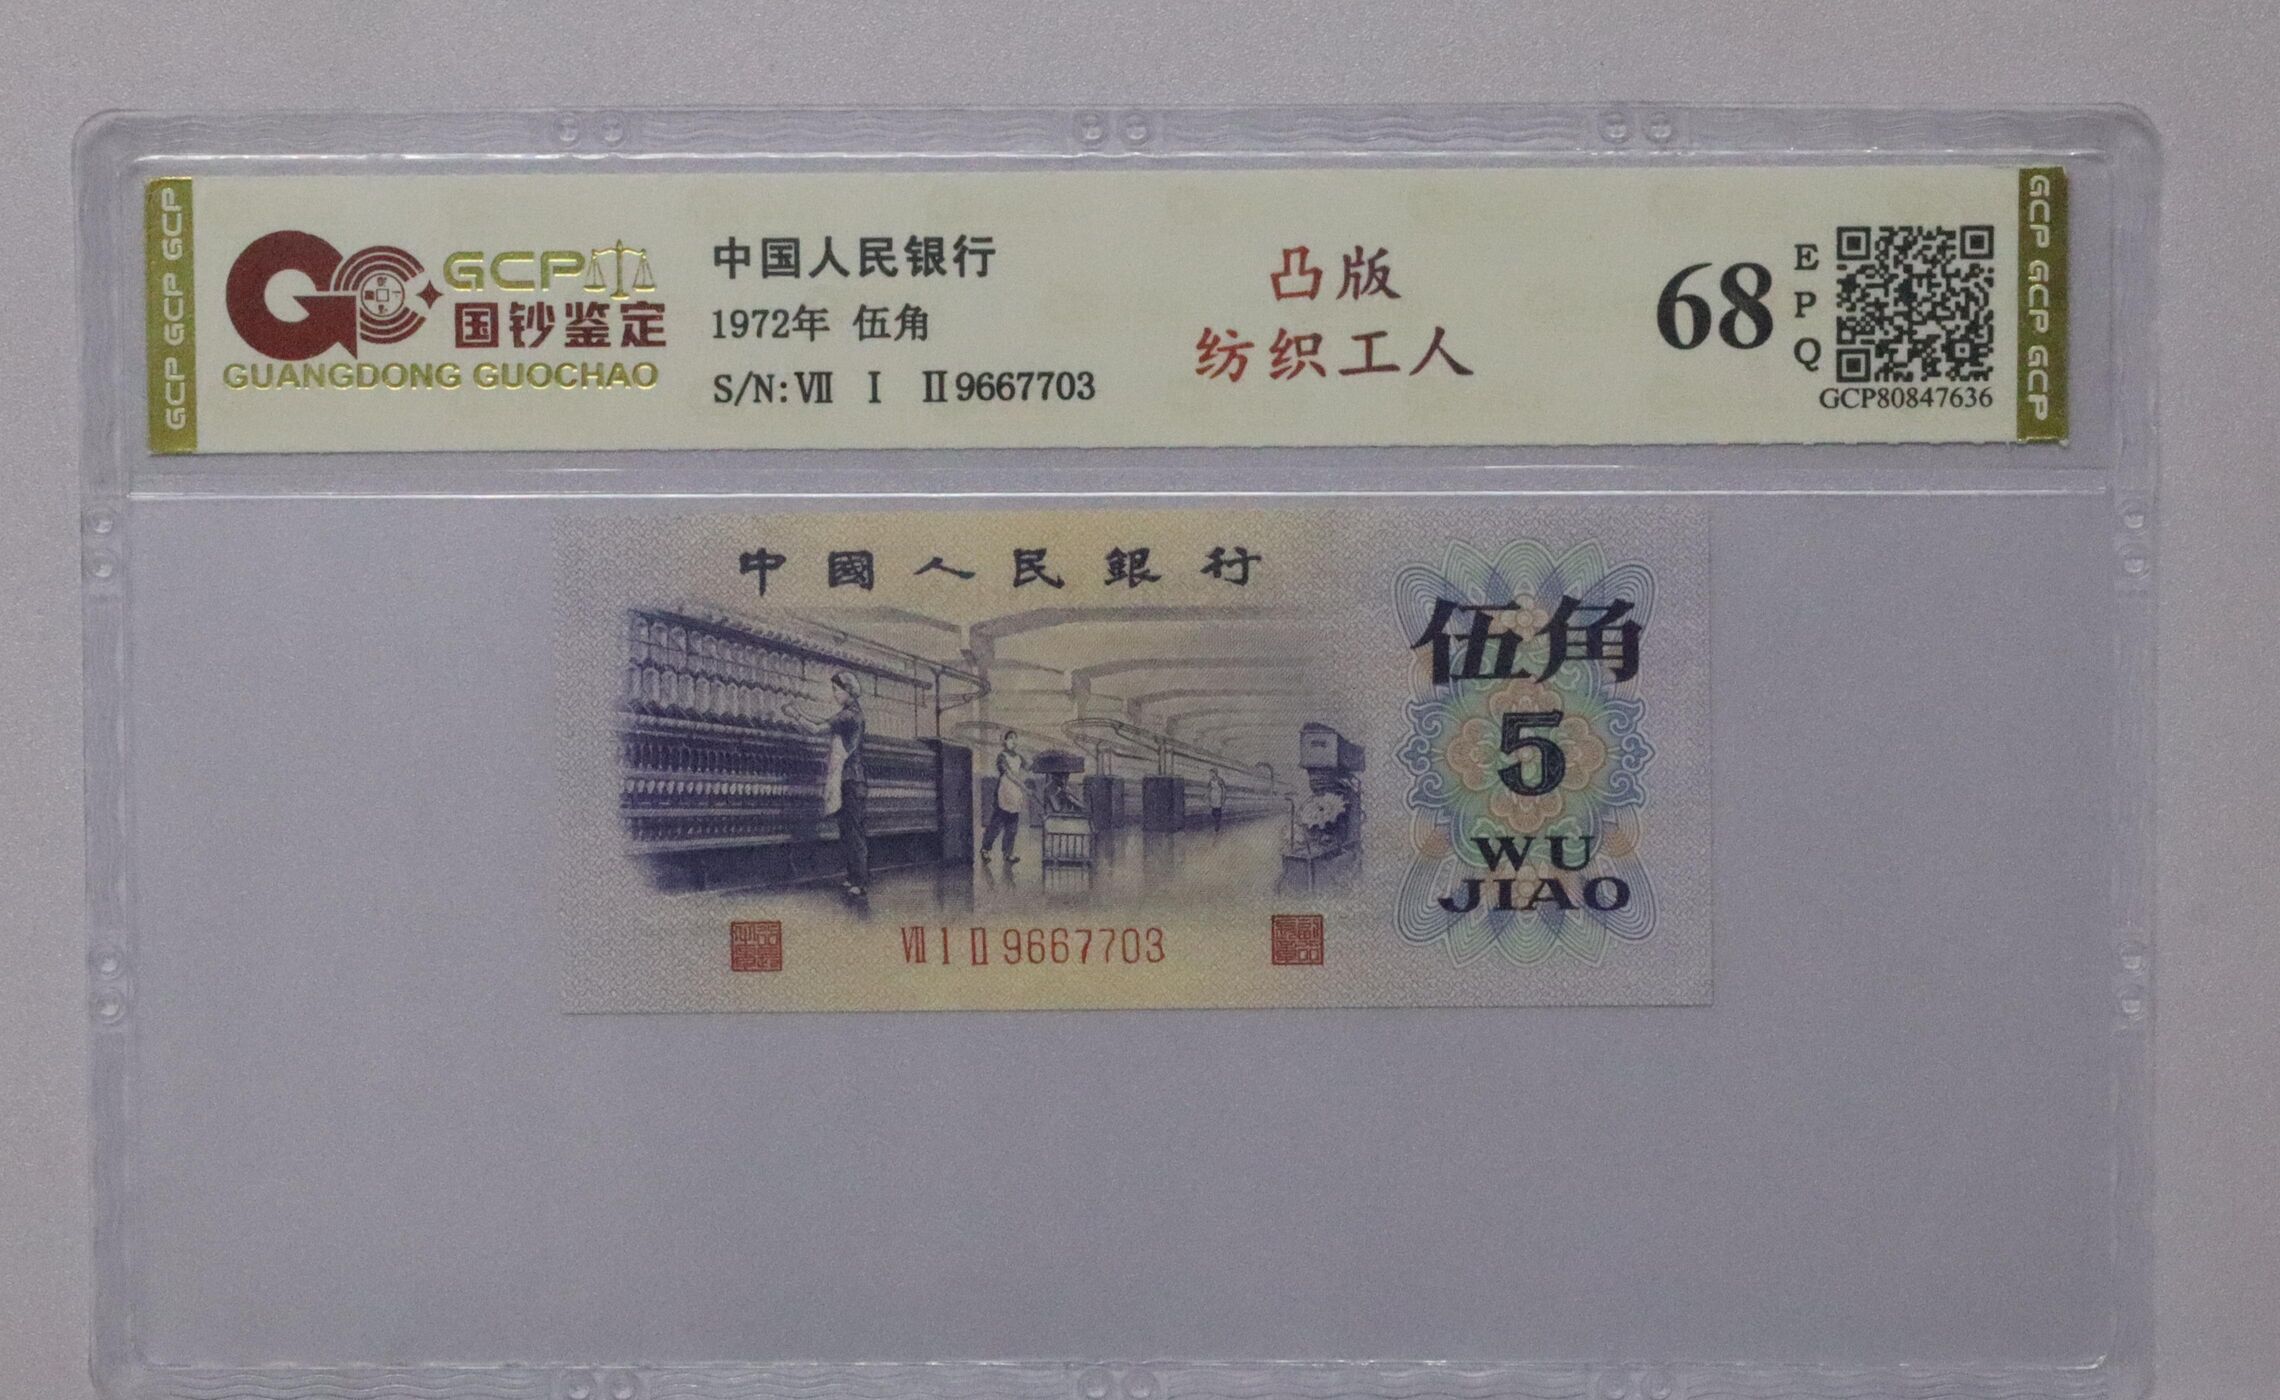 GCP GCP GCP
GCP
国钞鉴定
GUANGDONG GUOCHAO
中国人民银行
1972年 伍角
S/N:Ⅶ Ⅰ Ⅱ9667703
凸版
纺织工人
68
EPQ
GCP80847636
GCP GCP GCP
中國人民銀行
伍角
5
WU
JIAO
Ⅶ Ⅰ Ⅱ 9667703